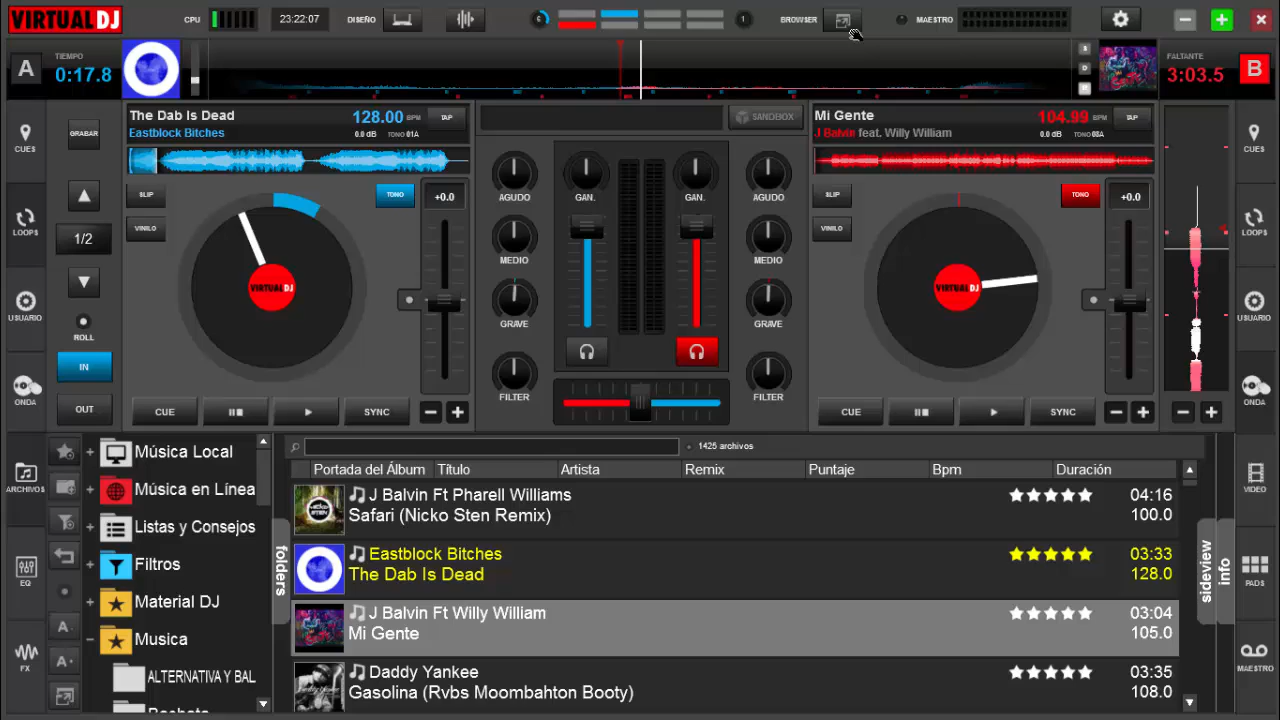 VIRTUAL DJ
CPU
23:22:07
DISEÑO
6
1
BROWSER
MAESTRO
A
TIEMPO
0:17.8
S
D
FALTANTE
3:03.5
B
CUES
GRABAR
The Dab Is Dead
128.00 BPM
TAP
Eastblock Bitches
0.0 dB TONO 01A
SANDBOX
Mi Gente
104.99 BPM
TAP
J Balvin feat. Willy William
0.0 dB
CUES
SLIP
TONO
+0.0
AGUDO
GAN.
GAN.
AGUDO
SLIP
TONO
+0.0
LOOPS
1/2
VINILO
MEDIO
MEDIO
VINILO
LOOPS
VIRTUAL DJ
VIRTUAL DJ
USUARIO
ROLL
GRAVE
GRAVE
USUARIO
IN
ONDA
OUT
FILTER
FILTER
ONDA
CUE
SYNC
CUE
SYNC
ARCHIVOS
Música Local
1425 archivos
Portada del Álbum
Título
Artista
Remix
Puntaje
Bpm
Duración
Música en Línea
J Balvin Ft Pharell Williams
04:16
Safari (Nicko Sten Remix)
100.0
VIDEO
Listas y Consejos
Filtros
Eastblock Bitches
03:33
The Dab Is Dead
128.0
folders
sideview
info
PADS
EQ
Material DJ
J Balvin Ft Willy William
03:04
Mi Gente
105.0
A-
Musica
FX
A+
ALTERNATIVA Y BAL
Daddy Yankee
03:35
Gasolina (Rvbs Moombahton Booty)
108.0
MAESTRO